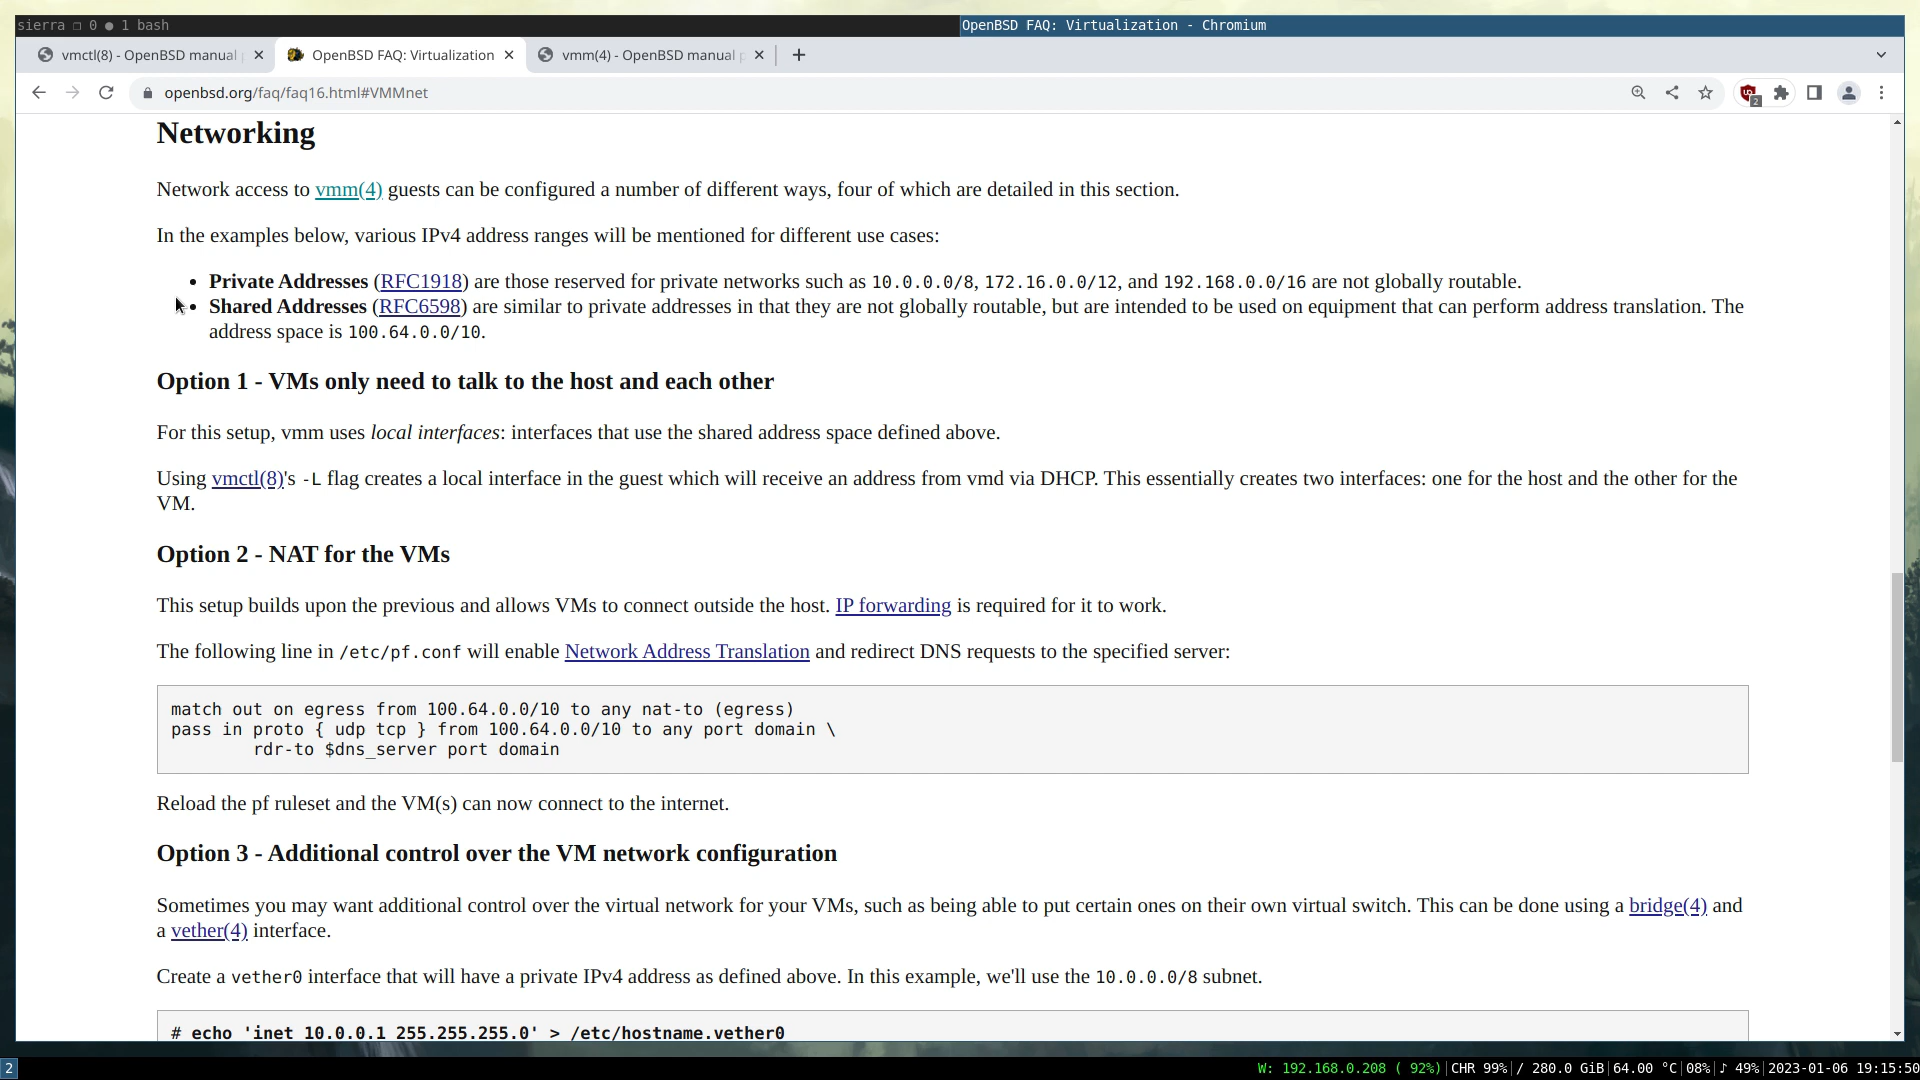 sierra ❐ 0 ● 1 bash
OpenBSD FAQ: Virtualization - Chromium
vmctl(8) - OpenBSD manual
OpenBSD FAQ: Virtualization
vmm(4) - OpenBSD manual
openbsd.org/faq/faq16.html#VMMnet
2
Networking
Network access to vmm(4) guests can be configured a number of different ways, four of which are detailed in this section.
In the examples below, various IPv4 address ranges will be mentioned for different use cases:
• Private Addresses (RFC1918) are those reserved for private networks such as 10.0.0.0/8, 172.16.0.0/12, and 192.168.0.0/16 are not globally routable.
• Shared Addresses (RFC6598) are similar to private addresses in that they are not globally routable, but are intended to be used on equipment that can perform address translation. The
address space is 100.64.0.0/10.
Option 1 - VMs only need to talk to the host and each other
For this setup, vmm uses local interfaces: interfaces that use the shared address space defined above.
Using vmctl(8)'s -L flag creates a local interface in the guest which will receive an address from vmd via DHCP. This essentially creates two interfaces: one for the host and the other for the
VM.
Option 2 - NAT for the VMs
This setup builds upon the previous and allows VMs to connect outside the host. IP forwarding is required for it to work.
The following line in /etc/pf.conf will enable Network Address Translation and redirect DNS requests to the specified server:
match out on egress from 100.64.0.0/10 to any nat-to (egress)
pass in proto { udp tcp } from 100.64.0.0/10 to any port domain \
rdr-to $dns_server port domain
Reload the pf ruleset and the VM(s) can now connect to the internet.
Option 3 - Additional control over the VM network configuration
Sometimes you may want additional control over the virtual network for your VMs, such as being able to put certain ones on their own virtual switch. This can be done using a bridge(4) and
a vether(4) interface.
Create a vether0 interface that will have a private IPv4 address as defined above. In this example, we'll use the 10.0.0.0/8 subnet.
# echo 'inet 10.0.0.1 255.255.255.0' > /etc/hostname.vether0
2
W: 192.168.0.208 ( 92%)|CHR 99%|/ 280.0 GiB|64.00 °C|08%|♪ 49%|2023-01-06 19:15:50